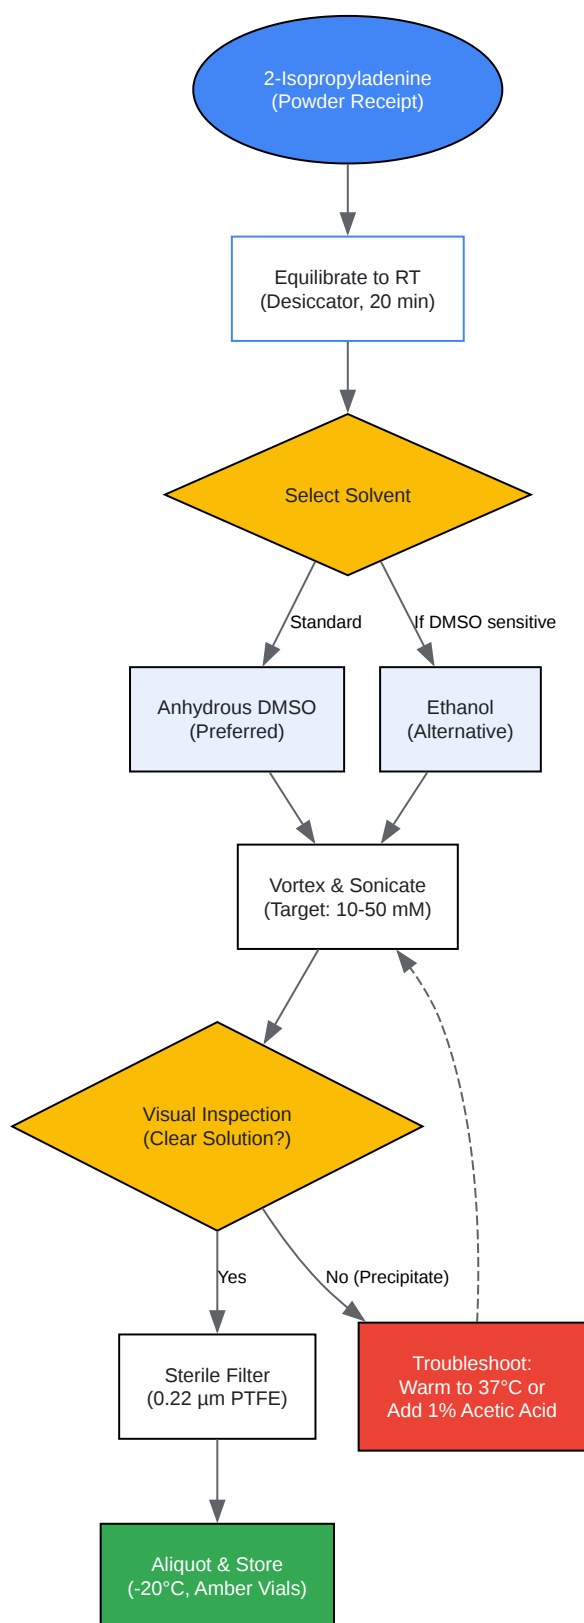 2-Isopropyladenine
(Powder Receipt)
Equilibrate to RT
(Desiccator, 20 min)
Select Solvent
Standard
If DMSO sensitive
Anhydrous DMSO
(Preferred)
Ethanol
(Alternative)
Vortex & Sonicate
(Target: 10-50 mM)
Visual Inspection
(Clear Solution?)
Yes
No (Precipitate)
Sterile Filter
(0.22 µm PTFE)
Troubleshoot:
Warm to 37°C or
Add 1% Acetic Acid
Aliquot & Store
(-20°C, Amber Vials)